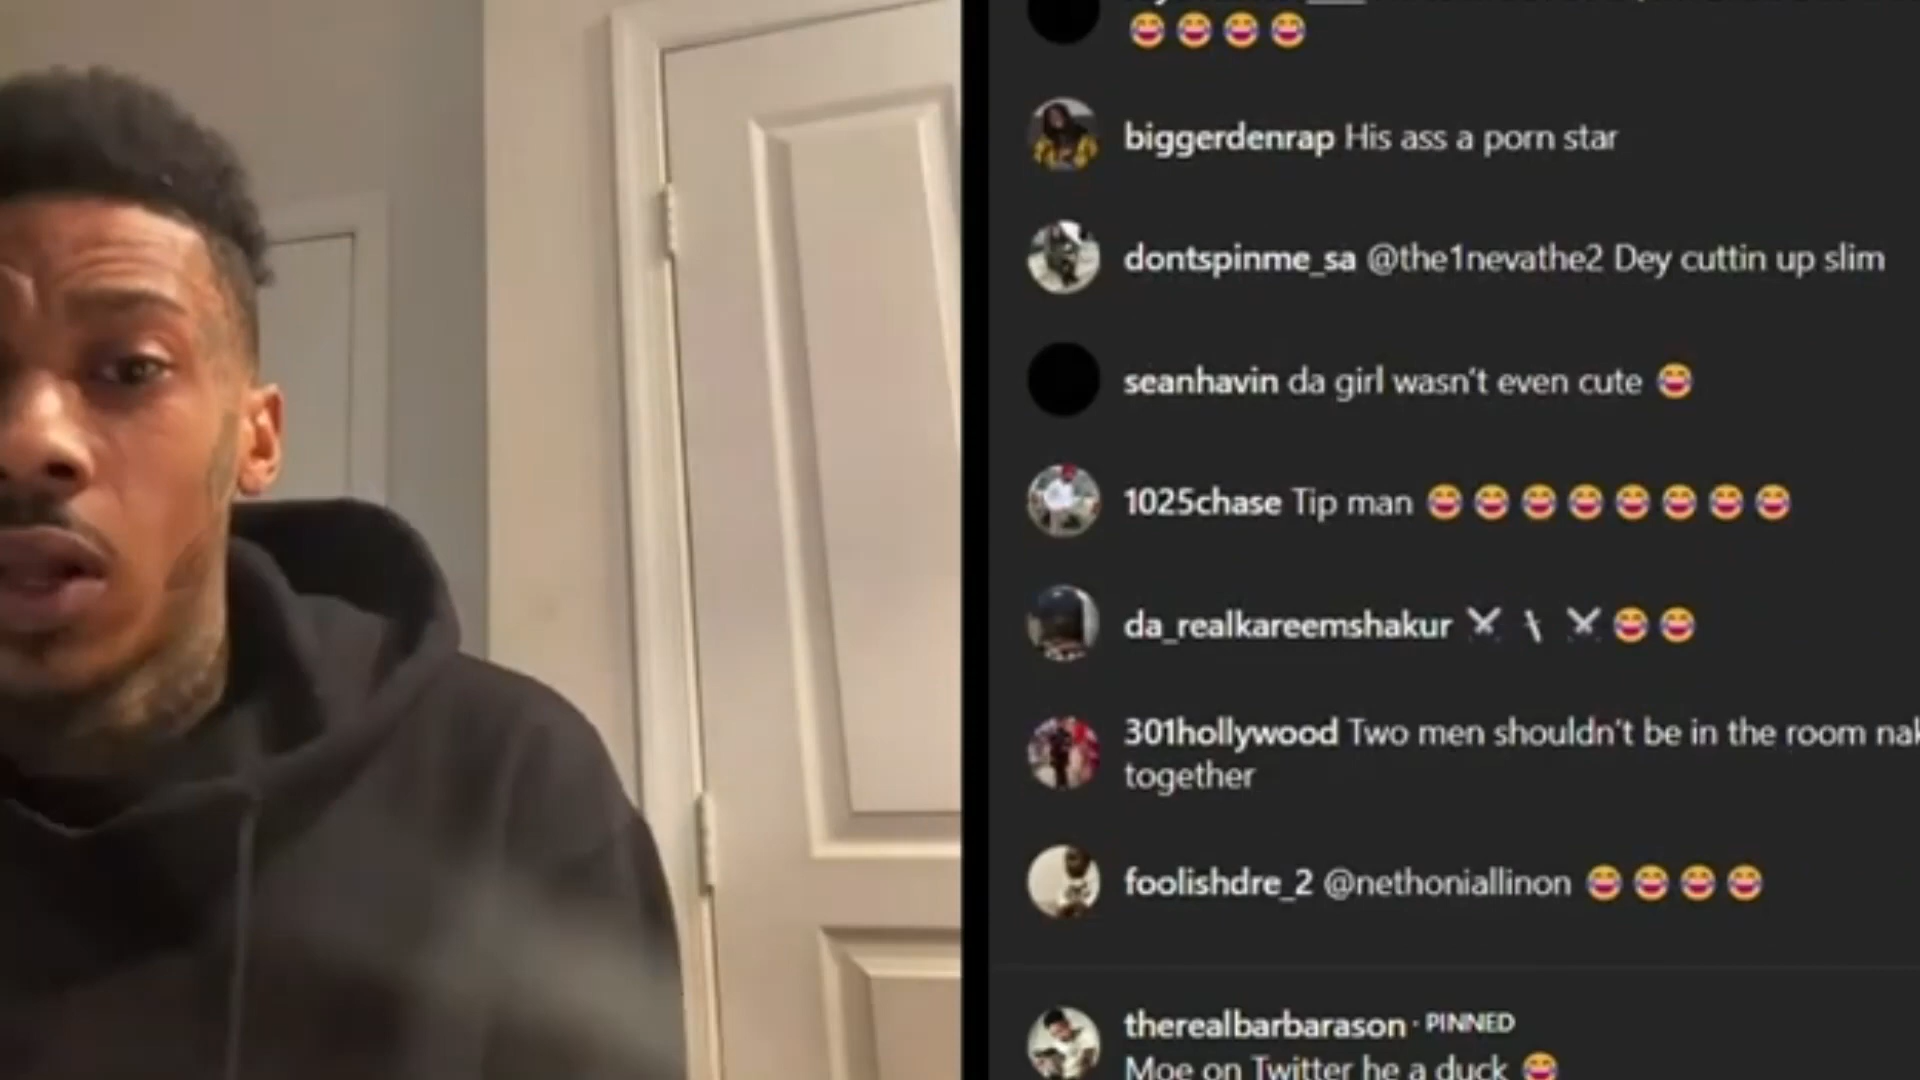 😂😂😂😂
biggerdenrap His ass a porn star
dontspinme_sa @the1nevathe2 Dey cuttin up slim
seanhavin da girl wasn't even cute 😂
1025chase Tip man 😂😂😂😂😂😂😂😂
da_realkareemshakur ⚔️ \ ⚔️ 😂😂
301hollywood Two men shouldn't be in the room
together
foolishdre_2 @nethoniallinon 😂😂😂😂
therealbarbarason · PINNED
Moe on Twitter he a duck 😂